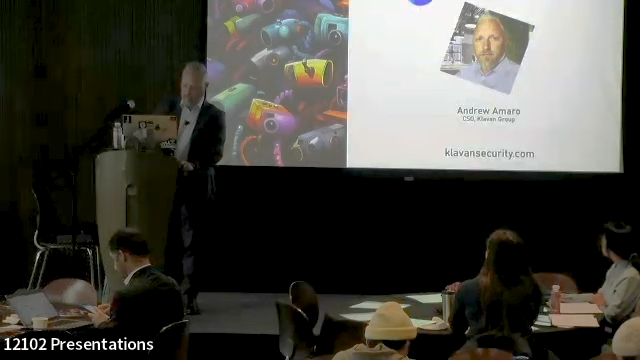 Andrew Amaro
CSO, Klavan Group
klavansecurity.com
12102 Presentations